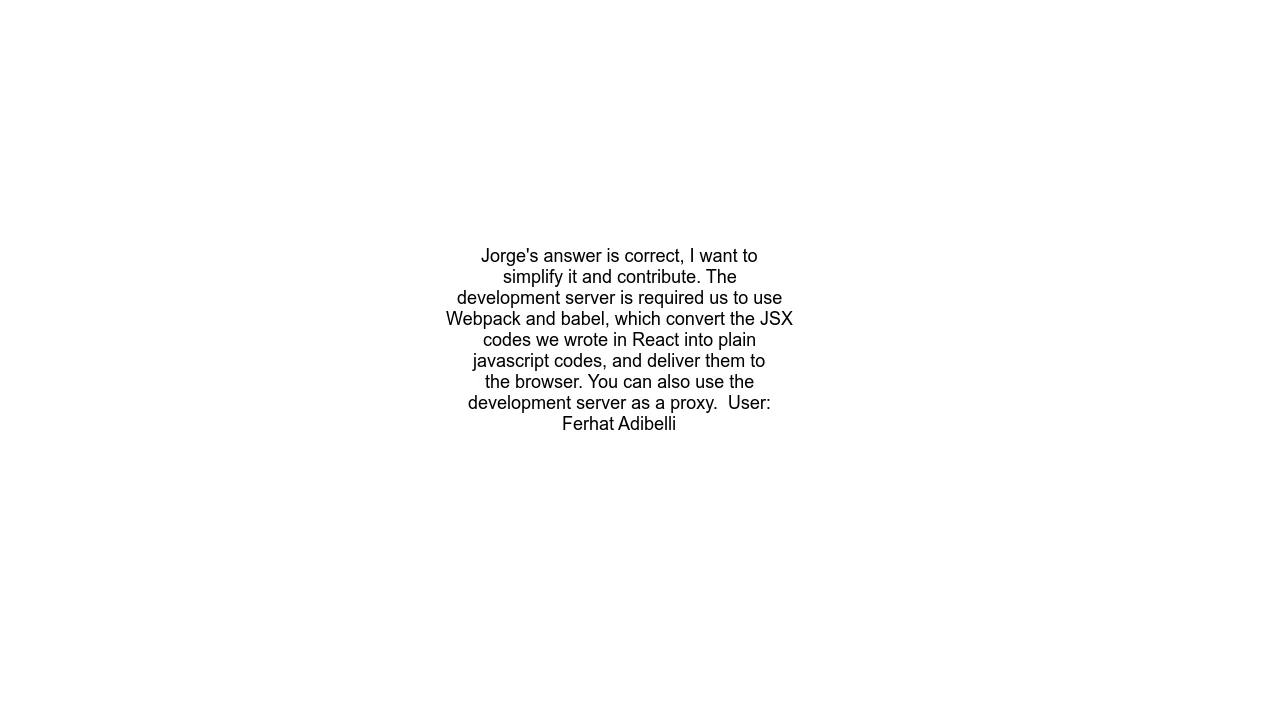 Jorge's answer is correct, I want to
simplify it and contribute. The
development server is required us to use
Webpack and babel, which convert the JSX
codes we wrote in React into plain
javascript codes, and deliver them to
the browser. You can also use the
development server as a proxy.  User:
Ferhat Adibelli